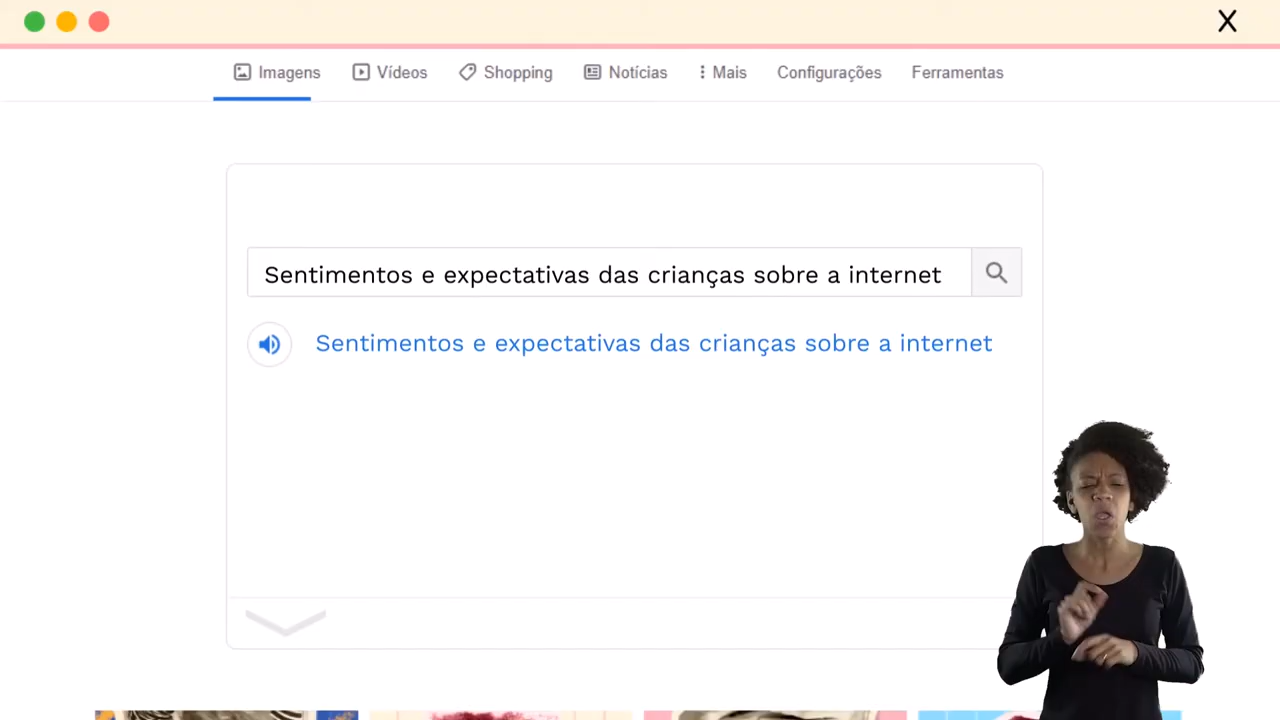 X
Imagens Vídeos Shopping Notícias Mais Configurações Ferramentas
Sentimentos e expectativas das crianças sobre a internet
Sentimentos e expectativas das crianças sobre a internet